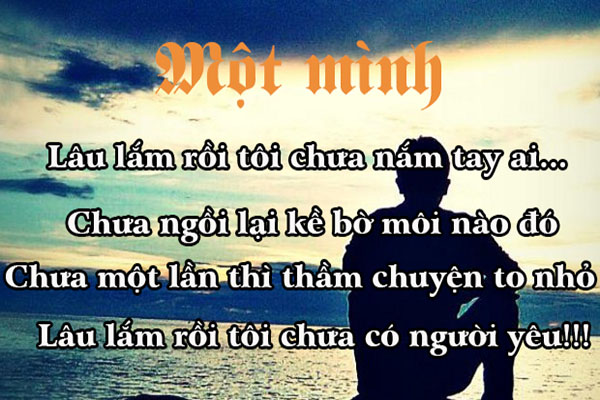 Một mình
Lâu lắm rồi tôi chưa nắm tay ai...
Chưa ngồi lại kề bờ môi nào đó
Chưa một lần thì thầm chuyện to nhỏ
Lâu lắm rồi tôi chưa có người yêu!!!